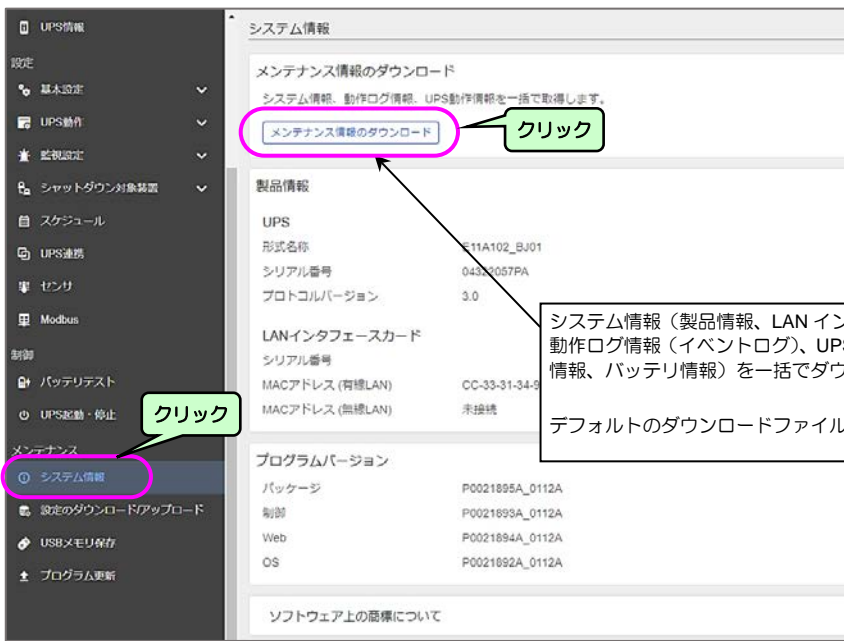 UPS情報
設定
基本設定
UPS動作
監視設定
シャットダウン対象装置
スケジュール
UPS連携
センサ
Modbus
制御
バッテリテスト
UPS起動・停止
クリック
メンテナンス
システム情報
設定のダウンロード/アップロード
USBメモリ保存
プログラム更新
システム情報
メンテナンス情報のダウンロード
システム情報、動作ログ情報、UPS動作情報を一括で取得します。
メンテナンス情報のダウンロード
クリック
製品情報
UPS
形式名称 E11A102_BJ01
シリアル番号 04322057PA
プロトコルバージョン 3.0
LANインタフェースカード
シリアル番号
MACアドレス (有線LAN) CC-33-31-34-9
MACアドレス (無線LAN) 未接続
システム情報（製品情報、LAN イン
動作ログ情報（イベントログ）、UPS
情報、バッテリ情報）を一括でダウ
デフォルトのダウンロードファイル
プログラムバージョン
パッケージ P0021895A_0112A
制御 P0021893A_0112A
Web P0021894A_0112A
OS P0021892A_0112A
ソフトウェア上の商標について